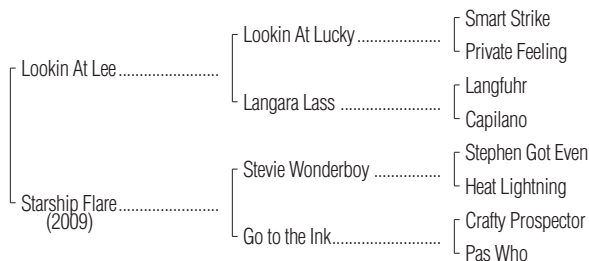 Smart Strike
Lookin At Lucky ....................
Private Feeling
Lookin At Lee ........................
Langfuhr
Langara Lass ........................
Capilano
Stephen Got Even
Stevie Wonderboy ................
Heat Lightning
Starship Flare ........................
(2009)
Crafty Prospector
Go to the Ink ..........................
Pas Who